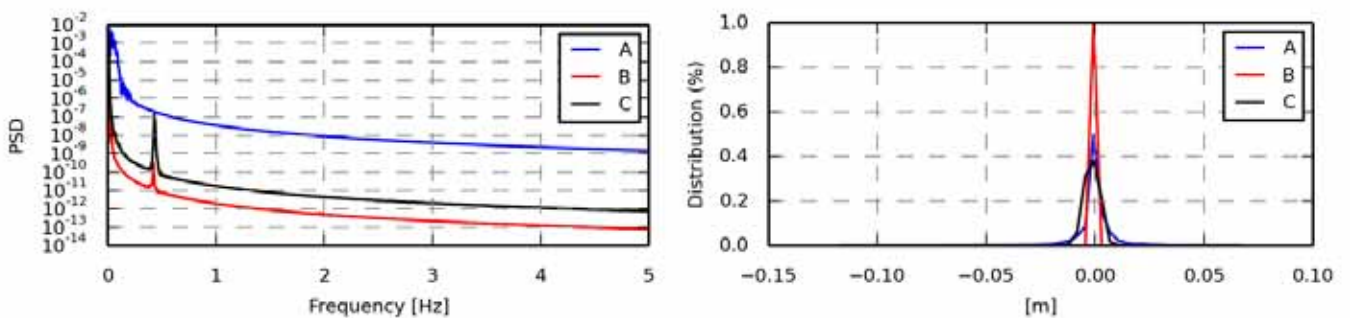 10⁻²
10⁻³
10⁻⁴
10⁻⁵
10⁻⁶
10⁻⁷
10⁻⁸
10⁻⁹
10⁻¹⁰
10⁻¹¹
10⁻¹²
10⁻¹³
10⁻¹⁴
PSD
A
B
C
0 1 2 3 4 5
Frequency [Hz]
1.0
0.8
0.6
0.4
0.2
0.0
Distribution (%)
A
B
C
−0.15 −0.10 −0.05 0.00 0.05 0.10
[m]